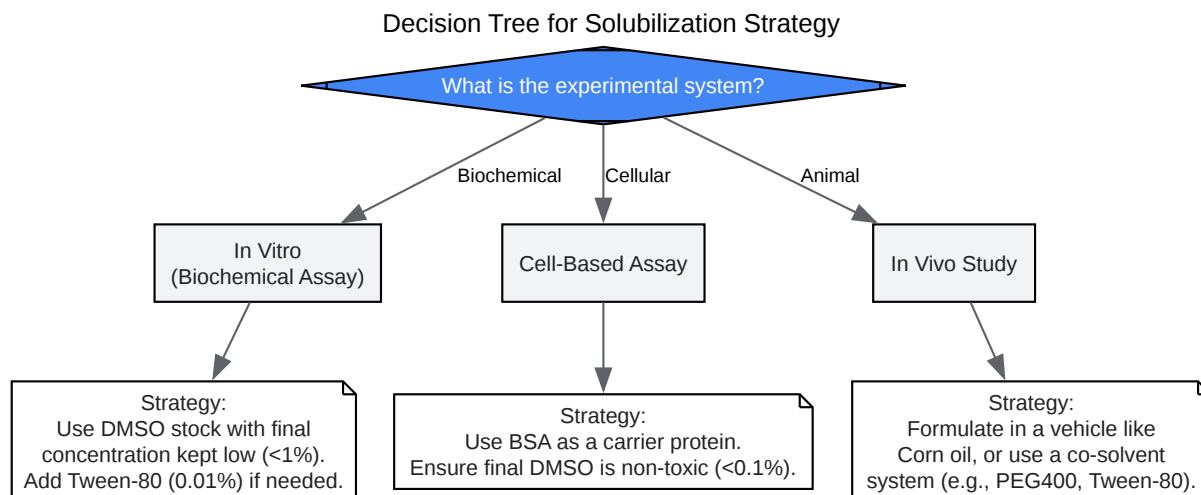 Decision Tree for Solubilization Strategy
What is the experimental system?
Biochemical
Cellular
Animal
In Vitro
(Biochemical Assay)
Cell-Based Assay
In Vivo Study
Strategy:
Use DMSO stock with final
concentration kept low (<1%).
Add Tween-80 (0.01%) if needed.
Strategy:
Use BSA as a carrier protein.
Ensure final DMSO is non-toxic (<0.1%).
Strategy:
Formulate in a vehicle like
Corn oil, or use a co-solvent
system (e.g., PEG400, Tween-80).